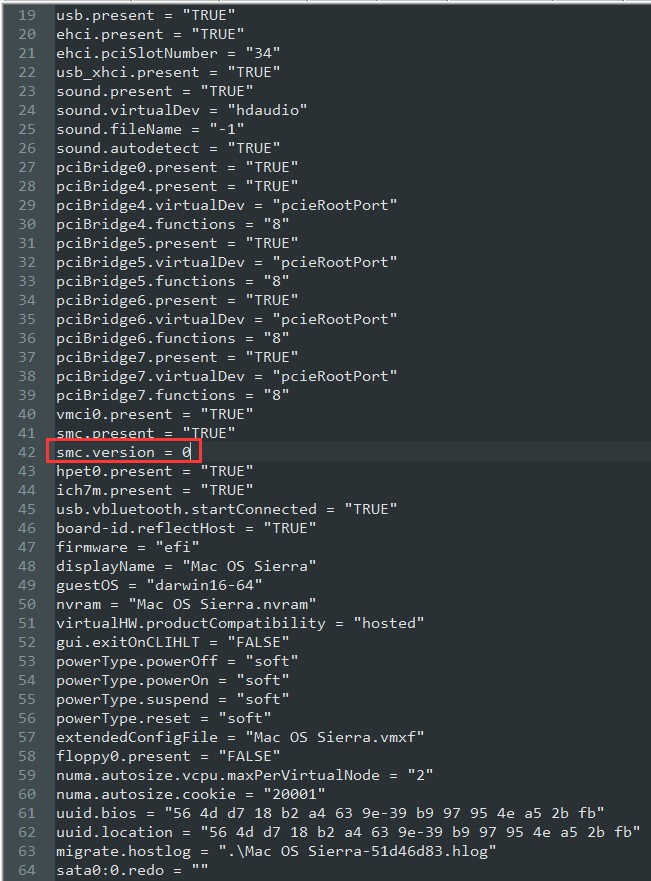 19 usb.present = "TRUE"
20 ehci.present = "TRUE"
21 ehci.pciSlotNumber = "34"
22 usb_xhci.present = "TRUE"
23 sound.present = "TRUE"
24 sound.virtualDev = "hdaudio"
25 sound.fileName = "-1"
26 sound.autodetect = "TRUE"
27 pciBridge0.present = "TRUE"
28 pciBridge4.present = "TRUE"
29 pciBridge4.virtualDev = "pcieRootPort"
30 pciBridge4.functions = "8"
31 pciBridge5.present = "TRUE"
32 pciBridge5.virtualDev = "pcieRootPort"
33 pciBridge5.functions = "8"
34 pciBridge6.present = "TRUE"
35 pciBridge6.virtualDev = "pcieRootPort"
36 pciBridge6.functions = "8"
37 pciBridge7.present = "TRUE"
38 pciBridge7.virtualDev = "pcieRootPort"
39 pciBridge7.functions = "8"
40 vmci0.present = "TRUE"
41 smc.present = "TRUE"
42 smc.version = 0
43 hpet0.present = "TRUE"
44 ich7m.present = "TRUE"
45 usb.vbluetooth.startConnected = "TRUE"
46 board-id.reflectHost = "TRUE"
47 firmware = "efi"
48 displayName = "Mac OS Sierra"
49 guestOS = "darwin16-64"
50 nvram = "Mac OS Sierra.nvram"
51 virtualHW.productCompatibility = "hosted"
52 gui.exitOnCLIHLT = "FALSE"
53 powerType.powerOff = "soft"
54 powerType.powerOn = "soft"
55 powerType.suspend = "soft"
56 powerType.reset = "soft"
57 extendedConfigFile = "Mac OS Sierra.vmxf"
58 floppy0.present = "FALSE"
59 numa.autosize.vcpu.maxPerVirtualNode = "2"
60 numa.autosize.cookie = "20001"
61 uuid.bios = "56 4d d7 18 b2 a4 63 9e-39 b9 97 95 4e a5 2b fb"
62 uuid.location = "56 4d d7 18 b2 a4 63 9e-39 b9 97 95 4e a5 2b fb"
63 migrate.hostlog = ".\Mac OS Sierra-51d46d83.hlog"
64 sata0:0.redo = ""